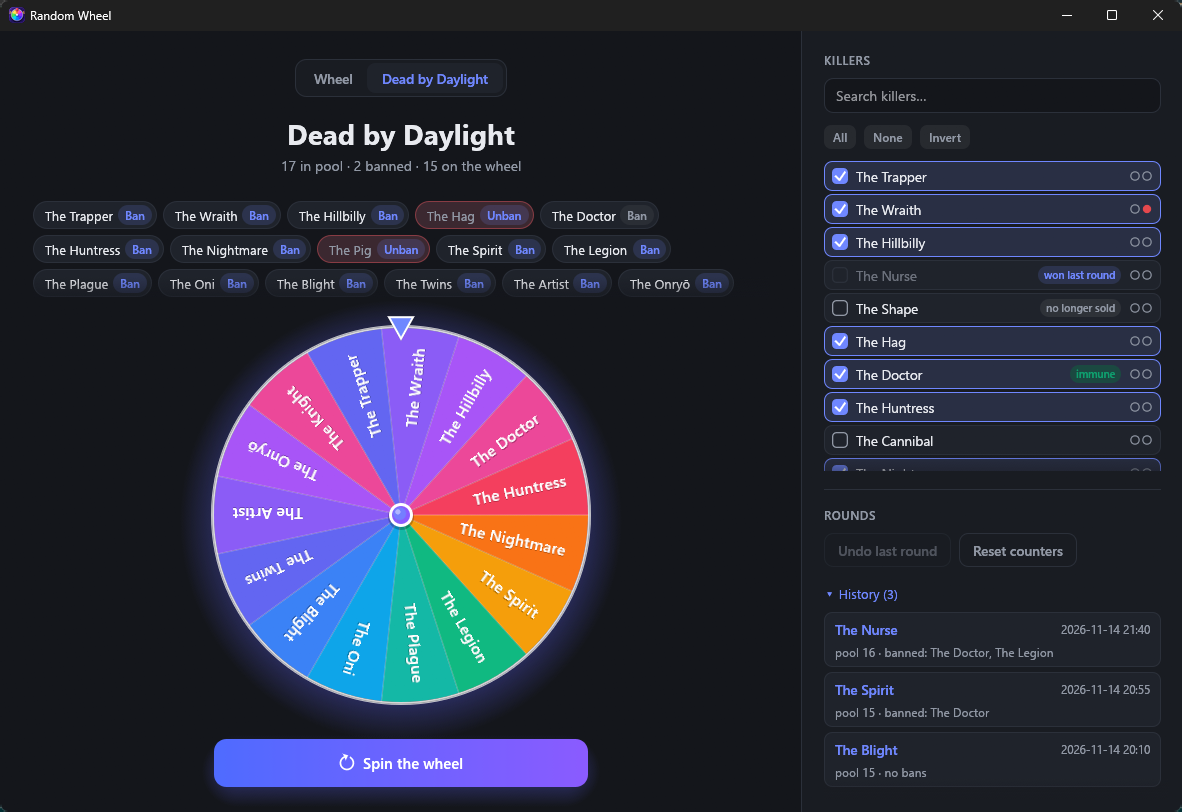 Random Wheel
Wheel
Dead by Daylight
Dead by Daylight
17 in pool · 2 banned · 15 on the wheel
The Trapper Ban
The Wraith Ban
The Hillbilly Ban
The Hag Unban
The Doctor Ban
The Huntress Ban
The Nightmare Ban
The Pig Unban
The Spirit Ban
The Legion Ban
The Plague Ban
The Oni Ban
The Blight Ban
The Twins Ban
The Artist Ban
The Onryō Ban
The Wraith
The Hillbilly
The Doctor
The Huntress
The Nightmare
The Spirit
The Legion
The Plague
The Oni
The Blight
The Twins
The Artist
The Onryō
The Knight
The Trapper
Spin the wheel
KILLERS
Search killers...
All
None
Invert
The Trapper
The Wraith
The Hillbilly
The Nurse won last round
The Shape no longer sold
The Hag
The Doctor immune
The Huntress
The Cannibal
ROUNDS
Undo last round
Reset counters
History (3)
The Nurse 2026-11-14 21:40
pool 16 · banned: The Doctor, The Legion
The Spirit 2026-11-14 20:55
pool 15 · banned: The Doctor
The Blight 2026-11-14 20:10
pool 15 · no bans